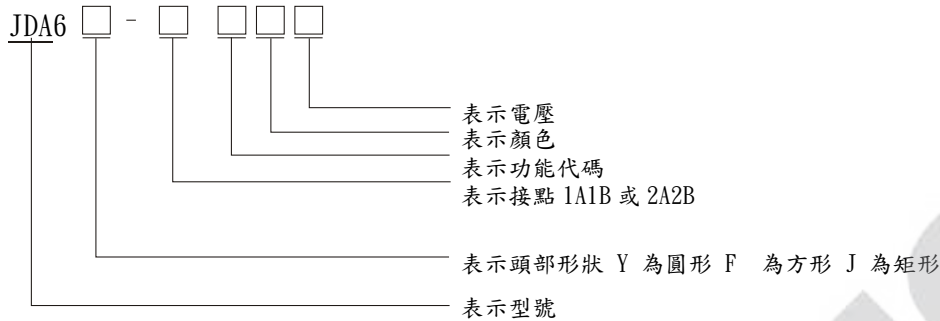 JDA6 □ - □ □ □ □
表示電壓
表示顏色
表示功能代碼
表示接點 1A1B 或 2A2B
表示頭部形狀 Y 為圓形 F 為方形 J 為矩形
表示型號